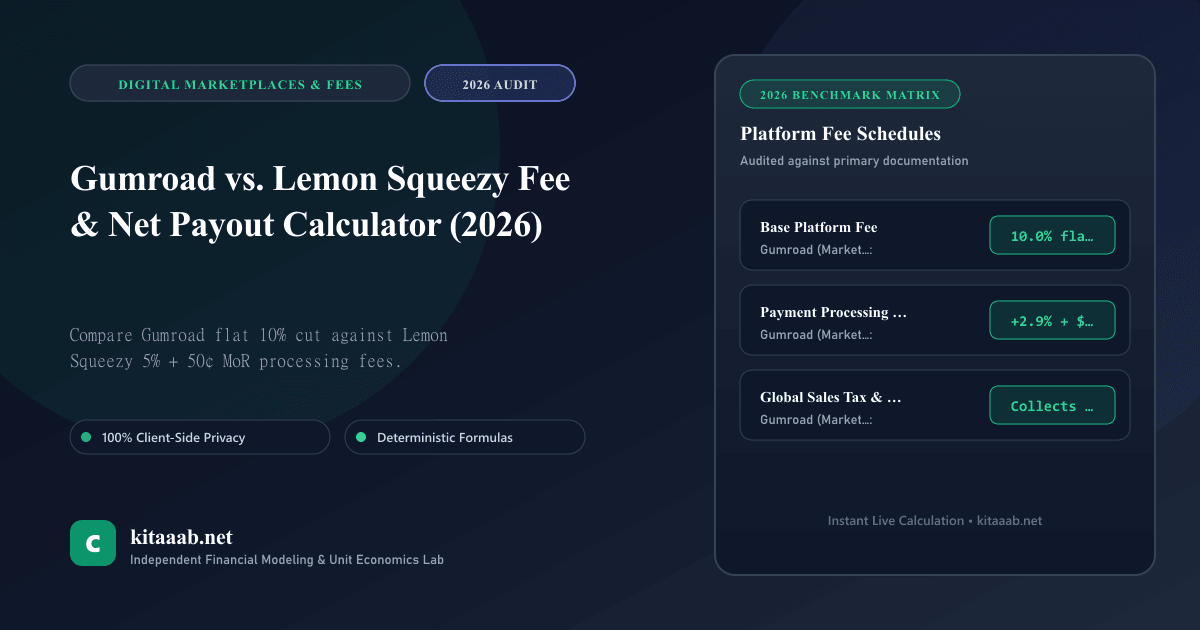 DIGITAL MARKETPLACES & FEES
2026 AUDIT
Gumroad vs. Lemon Squeezy Fee
& Net Payout Calculator (2026)
Compare Gumroad flat 10% cut against Lemon
Squeezy 5% + 50¢ MoR processing fees.
100% Client-Side Privacy
Deterministic Formulas
C
kitaaab.net
Independent Financial Modeling & Unit Economics Lab
2026 BENCHMARK MATRIX
Platform Fee Schedules
Audited against primary documentation
Base Platform Fee
Gumroad (Market…:
10.0% fla…
Payment Processing …
Gumroad (Market…:
+2.9% + $…
Global Sales Tax & …
Gumroad (Market…:
Collects …
Instant Live Calculation • kitaaab.net